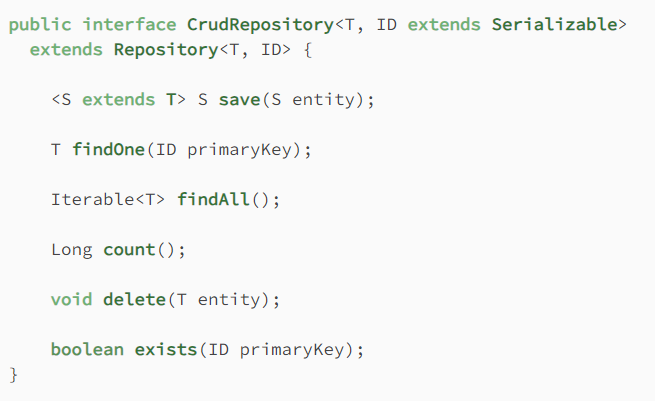 public interface CrudRepository<T, ID extends Serializable>
extends Repository<T, ID> {
<S extends T> S save(S entity);
T findOne(ID primaryKey);
Iterable<T> findAll();
Long count();
void delete(T entity);
boolean exists(ID primaryKey);
}